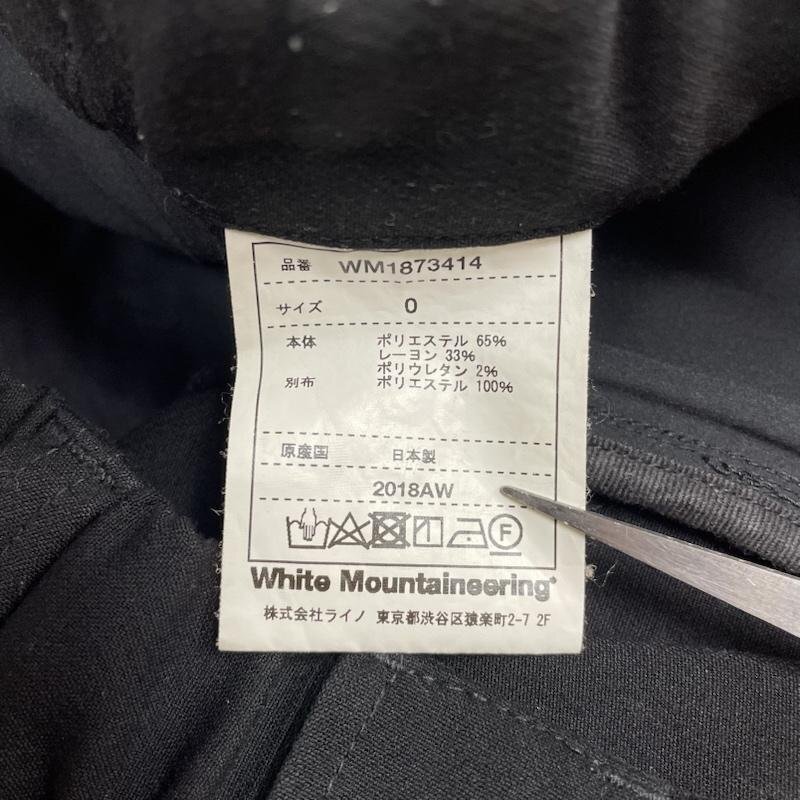 品番 WM1873414
サイズ 0
本体 ポリエステル 65%
レーヨン 33%
ポリウレタン 2%
別布 ポリエステル 100%
原産国 日本製
2018AW
F
White Mountaineering
株式会社ライノ 東京都渋谷区猿楽町2-7 2F